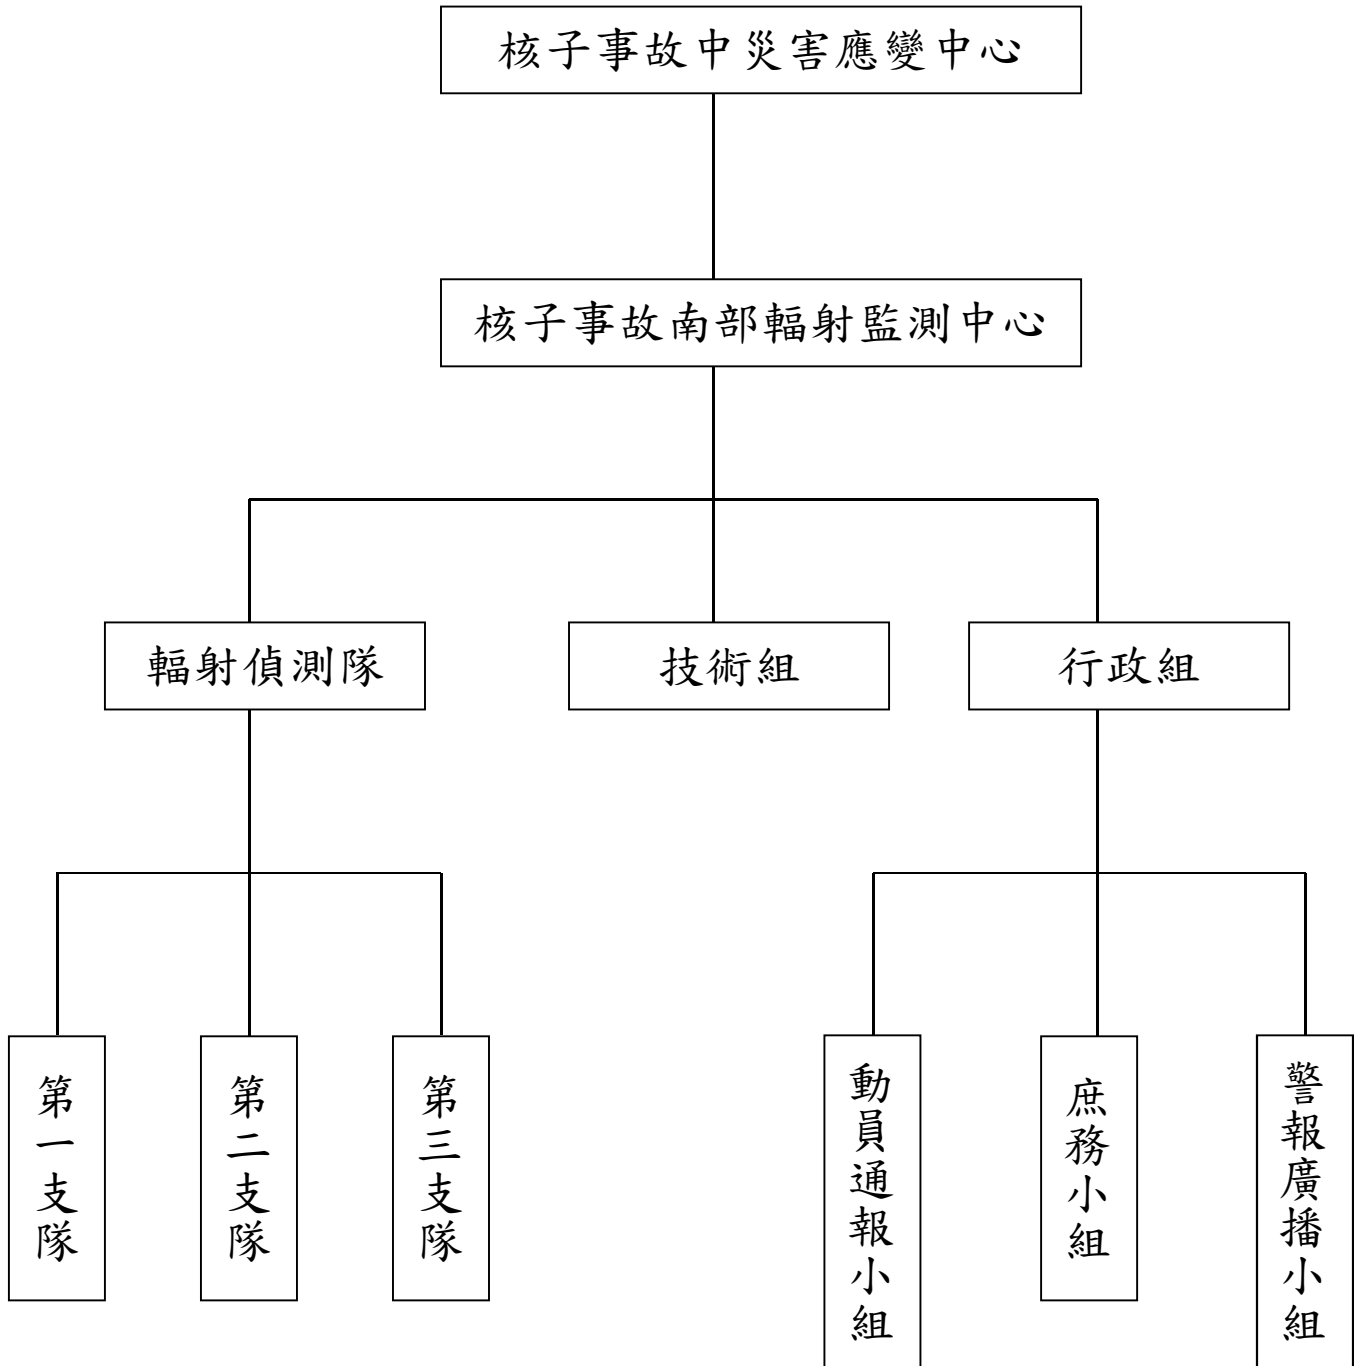 核子事故中災害應變中心
核子事故南部輻射監測中心
輻射偵測隊
技術組
行政組
第一支隊
第二支隊
第三支隊
動員通報小組
庶務小組
警報廣播小組